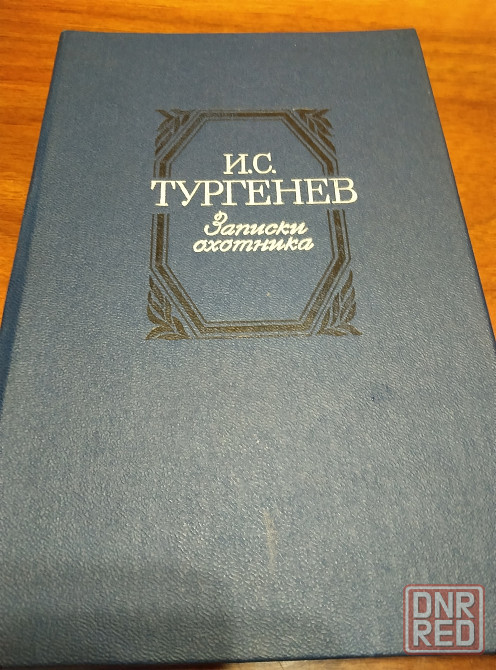 И.С.
ТУРГЕНЕВ
Записки
охотника
DNR
RED